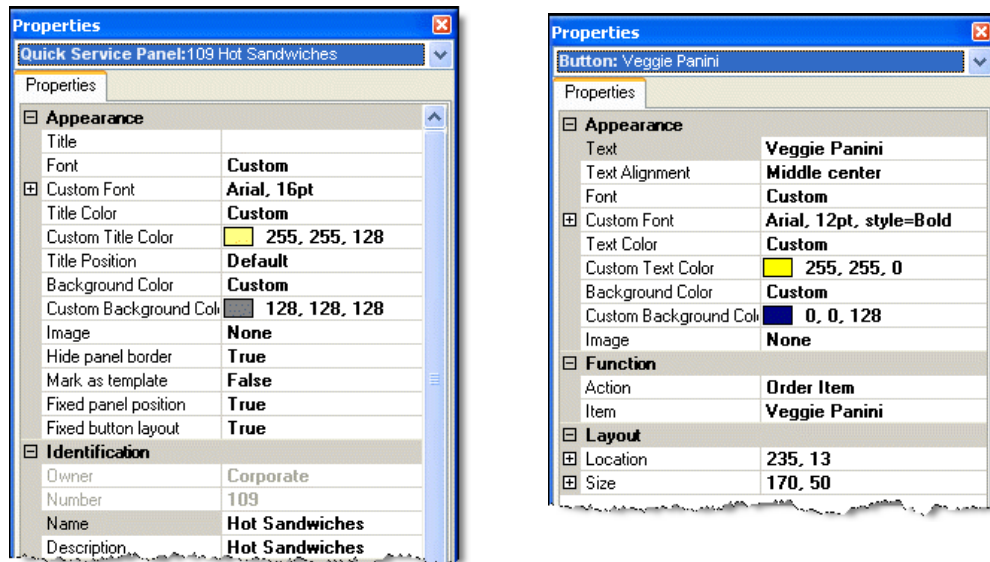 Properties
Quick Service Panel:109 Hot Sandwiches
Properties
Appearance
Title
Font Custom
Custom Font Arial, 16pt
Title Color Custom
Custom Title Color 255, 255, 128
Title Position Default
Background Color Custom
Custom Background Col 128, 128, 128
Image None
Hide panel border True
Mark as template False
Fixed panel position True
Fixed button layout True
Identification
Owner Corporate
Number 109
Name Hot Sandwiches
Description Hot Sandwiches
Properties
Button: Veggie Panini
Properties
Appearance
Text Veggie Panini
Text Alignment Middle center
Font Custom
Custom Font Arial, 12pt, style=Bold
Text Color Custom
Custom Text Color 255, 255, 0
Background Color Custom
Custom Background Col 0, 0, 128
Image None
Function
Action Order Item
Item Veggie Panini
Layout
Location 235, 13
Size 170, 50